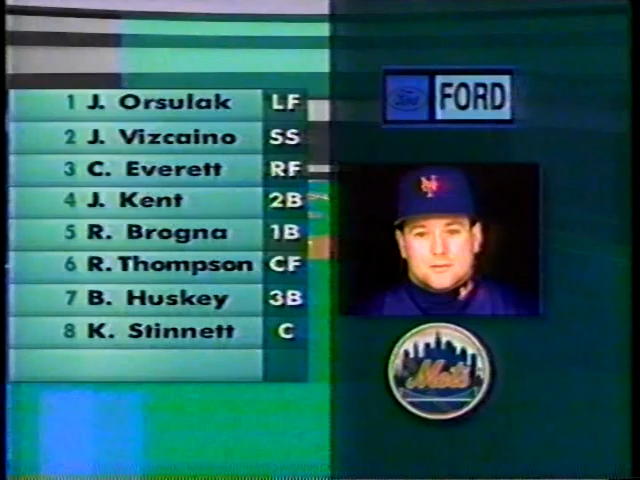 1 J. Orsulak LF
2 J. Vizcaino SS
3 C. Everett RF
4 J. Kent 2B
5 R. Brogna 1B
6 R. Thompson CF
7 B. Huskey 3B
8 K. Stinnett C
Ford FORD
NY
Mets